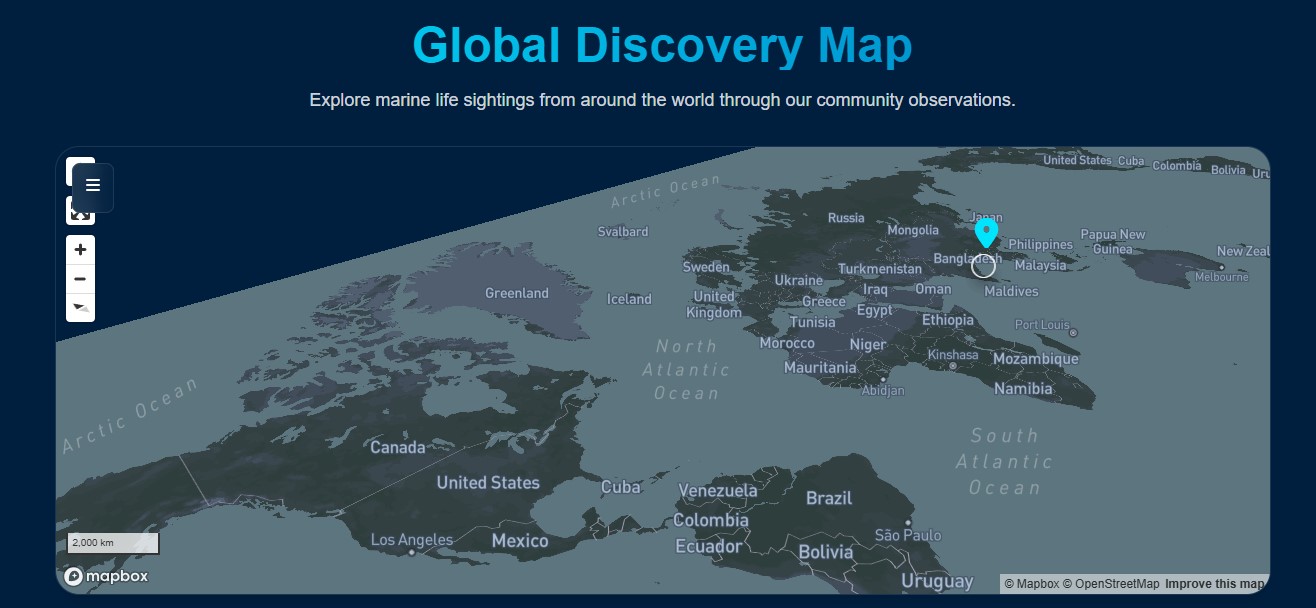 Global Discovery Map
Explore marine life sightings from around the world through our community observations.
United States
Cuba
Colombia
Bolivia
Uru
Arctic Ocean
Russia
Japan
Svalbard
Mongolia
Papua New
Guinea
Philippines
New Zeal
Bangladesh
Malaysia
Sweden
Turkmenistan
Melbourne
Ukraine
Iraq
Oman
Maldives
Greenland
Iceland
United
Kingdom
Greece
Egypt
Tunisia
Ethiopia
Port Louis
Morocco
Niger
North
Atlantic
Ocean
Kinshasa
Mozambique
Mauritania
Abidjan
Namibia
Arctic Ocean
South
Atlantic
Ocean
Canada
United States
Cuba
Venezuela
Brazil
Colombia
São Paulo
Los Angeles
Mexico
Ecuador
Bolivia
2,000 km
mapbox
Uruguay
© Mapbox © OpenStreetMap Improve this map